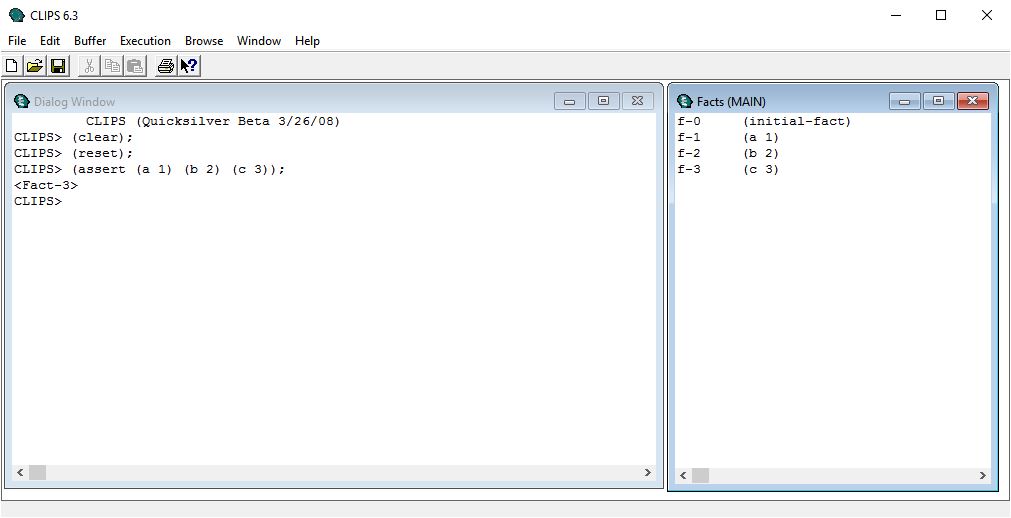 CLIPS 6.3
File Edit Buffer Execution Browse Window Help
Dialog Window
CLIPS (Quicksilver Beta 3/26/08)
CLIPS> (clear);
CLIPS> (reset);
CLIPS> (assert (a 1) (b 2) (c 3));
<Fact-3>
CLIPS>
Facts (MAIN)
f-0 (initial-fact)
f-1 (a 1)
f-2 (b 2)
f-3 (c 3)